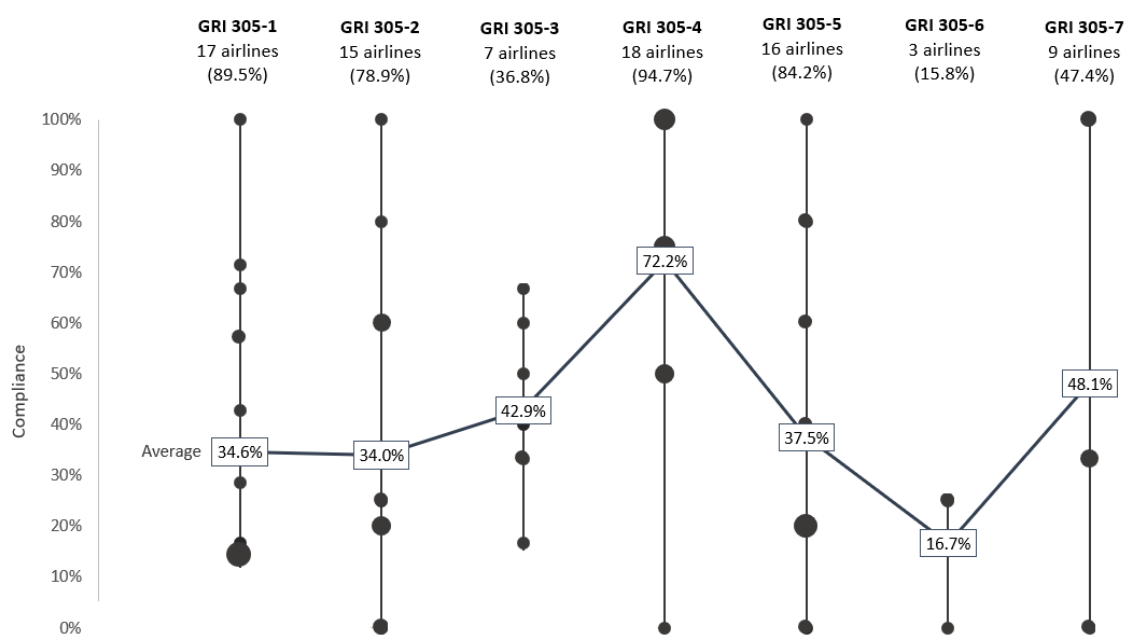 GRI 305-1
17 airlines
(89.5%)
GRI 305-2
15 airlines
(78.9%)
GRI 305-3
7 airlines
(36.8%)
GRI 305-4
18 airlines
(94.7%)
GRI 305-5
16 airlines
(84.2%)
GRI 305-6
3 airlines
(15.8%)
GRI 305-7
9 airlines
(47.4%)
Compliance
100%
90%
80%
70%
60%
50%
40%
30%
20%
10%
0%
Average
34.6%
34.0%
42.9%
72.2%
37.5%
16.7%
48.1%